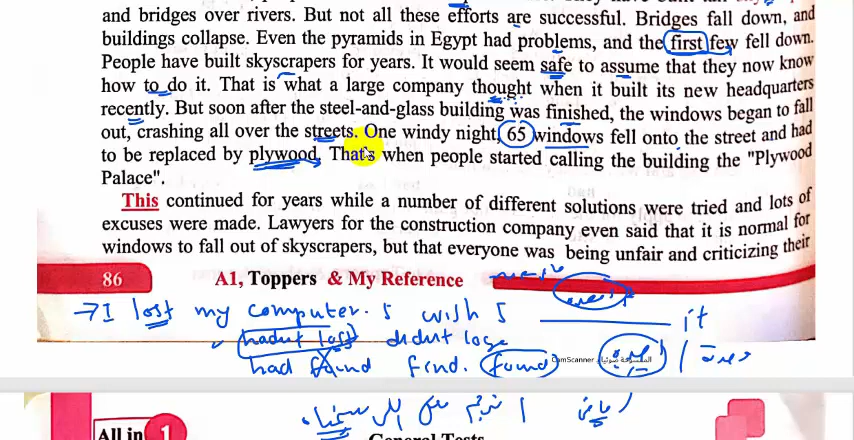 and bridges over rivers. But not all these efforts are successful. Bridges fall down, and
buildings collapse. Even the pyramids in Egypt had problems, and the first few fell down.
People have built skyscrapers for years. It would seem safe to assume that they now know
how to do it. That is what a large company thought when it built its new headquarters
recently. But soon after the steel-and-glass building was finished, the windows began to fall
out, crashing all over the streets. One windy night, 65 windows fell onto the street and had
to be replaced by plywood. That's when people started calling the building the "Plywood
Palace".
This continued for years while a number of different solutions were tried and lots of
excuses were made. Lawyers for the construction company even said that it is normal for
windows to fall out of skyscrapers, but that everyone was being unfair and criticizing their
86 A1, Toppers & My Reference
→ I lost my computer. I wish I ______ it
hadnt lost didnt lose
had found find. found
CamScanner
All in 1
General Tests